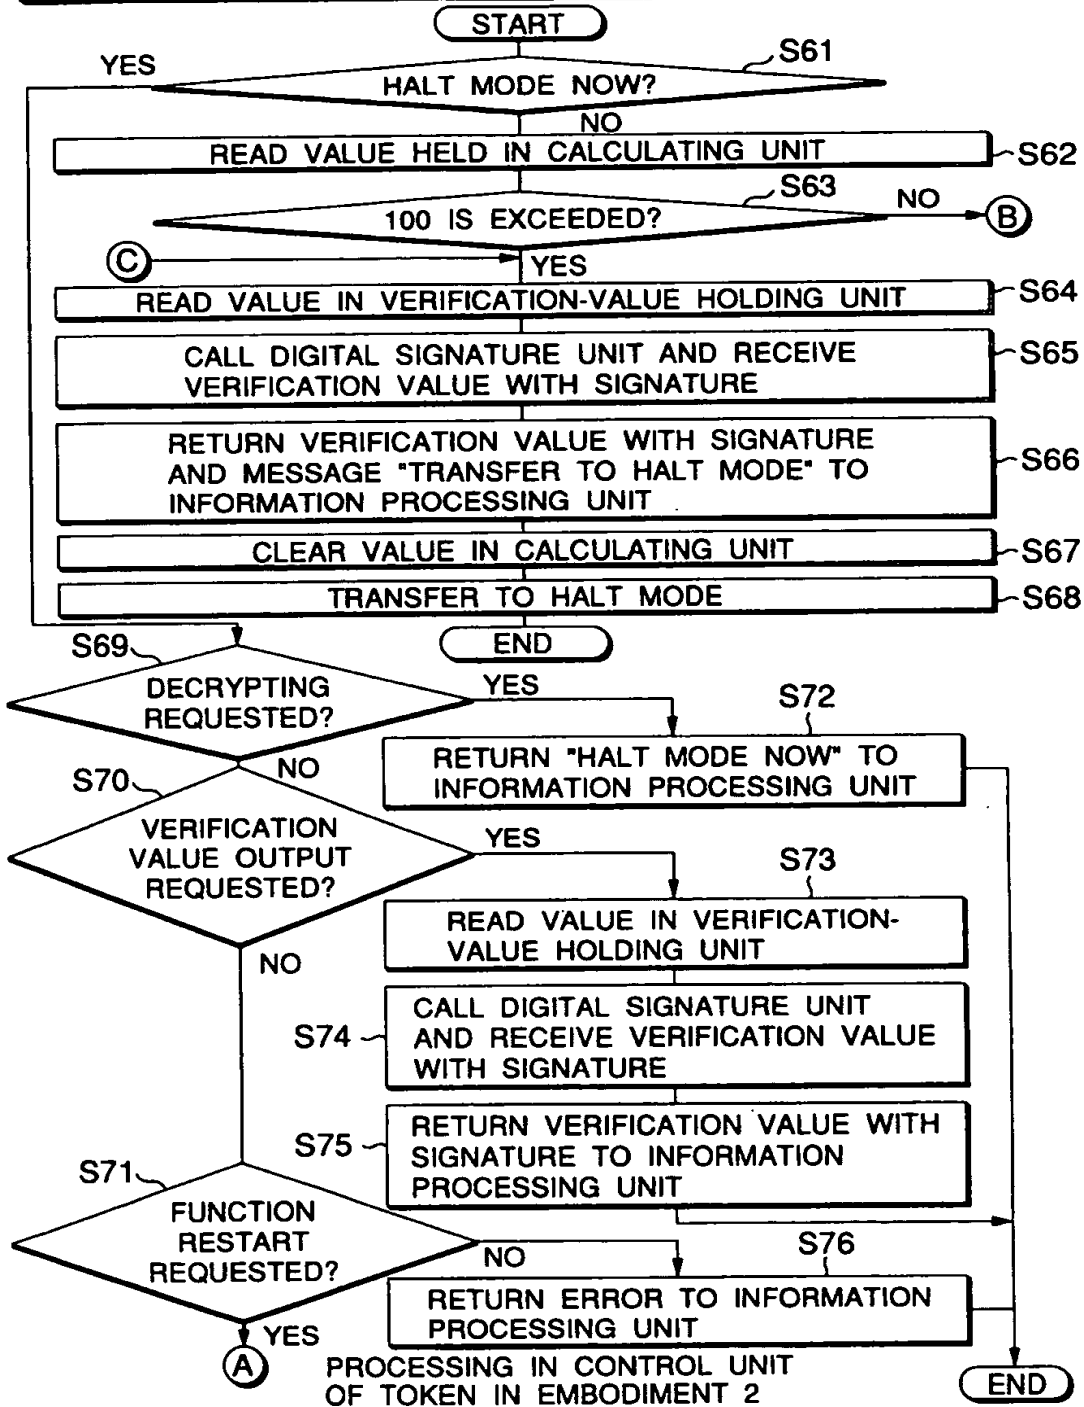 START
S61
YES
HALT MODE NOW?
NO
READ VALUE HELD IN CALCULATING UNIT
S62
S63
100 IS EXCEEDED?
NO
B
C
YES
READ VALUE IN VERIFICATION-VALUE HOLDING UNIT
S64
CALL DIGITAL SIGNATURE UNIT AND RECEIVE
VERIFICATION VALUE WITH SIGNATURE
S65
RETURN VERIFICATION VALUE WITH SIGNATURE
AND MESSAGE "TRANSFER TO HALT MODE" TO
INFORMATION PROCESSING UNIT
S66
CLEAR VALUE IN CALCULATING UNIT
S67
TRANSFER TO HALT MODE
S68
END
S69
DECRYPTING
REQUESTED?
YES
S72
RETURN "HALT MODE NOW" TO
INFORMATION PROCESSING UNIT
NO
S70
VERIFICATION
VALUE OUTPUT
REQUESTED?
YES
S73
READ VALUE IN VERIFICATION-
VALUE HOLDING UNIT
NO
S74
CALL DIGITAL SIGNATURE UNIT
AND RECEIVE VERIFICATION VALUE
WITH SIGNATURE
S75
RETURN VERIFICATION VALUE WITH
SIGNATURE TO INFORMATION
PROCESSING UNIT
S71
FUNCTION
RESTART
REQUESTED?
NO
S76
RETURN ERROR TO INFORMATION
PROCESSING UNIT
YES
A
PROCESSING IN CONTROL UNIT
OF TOKEN IN EMBODIMENT 2
END